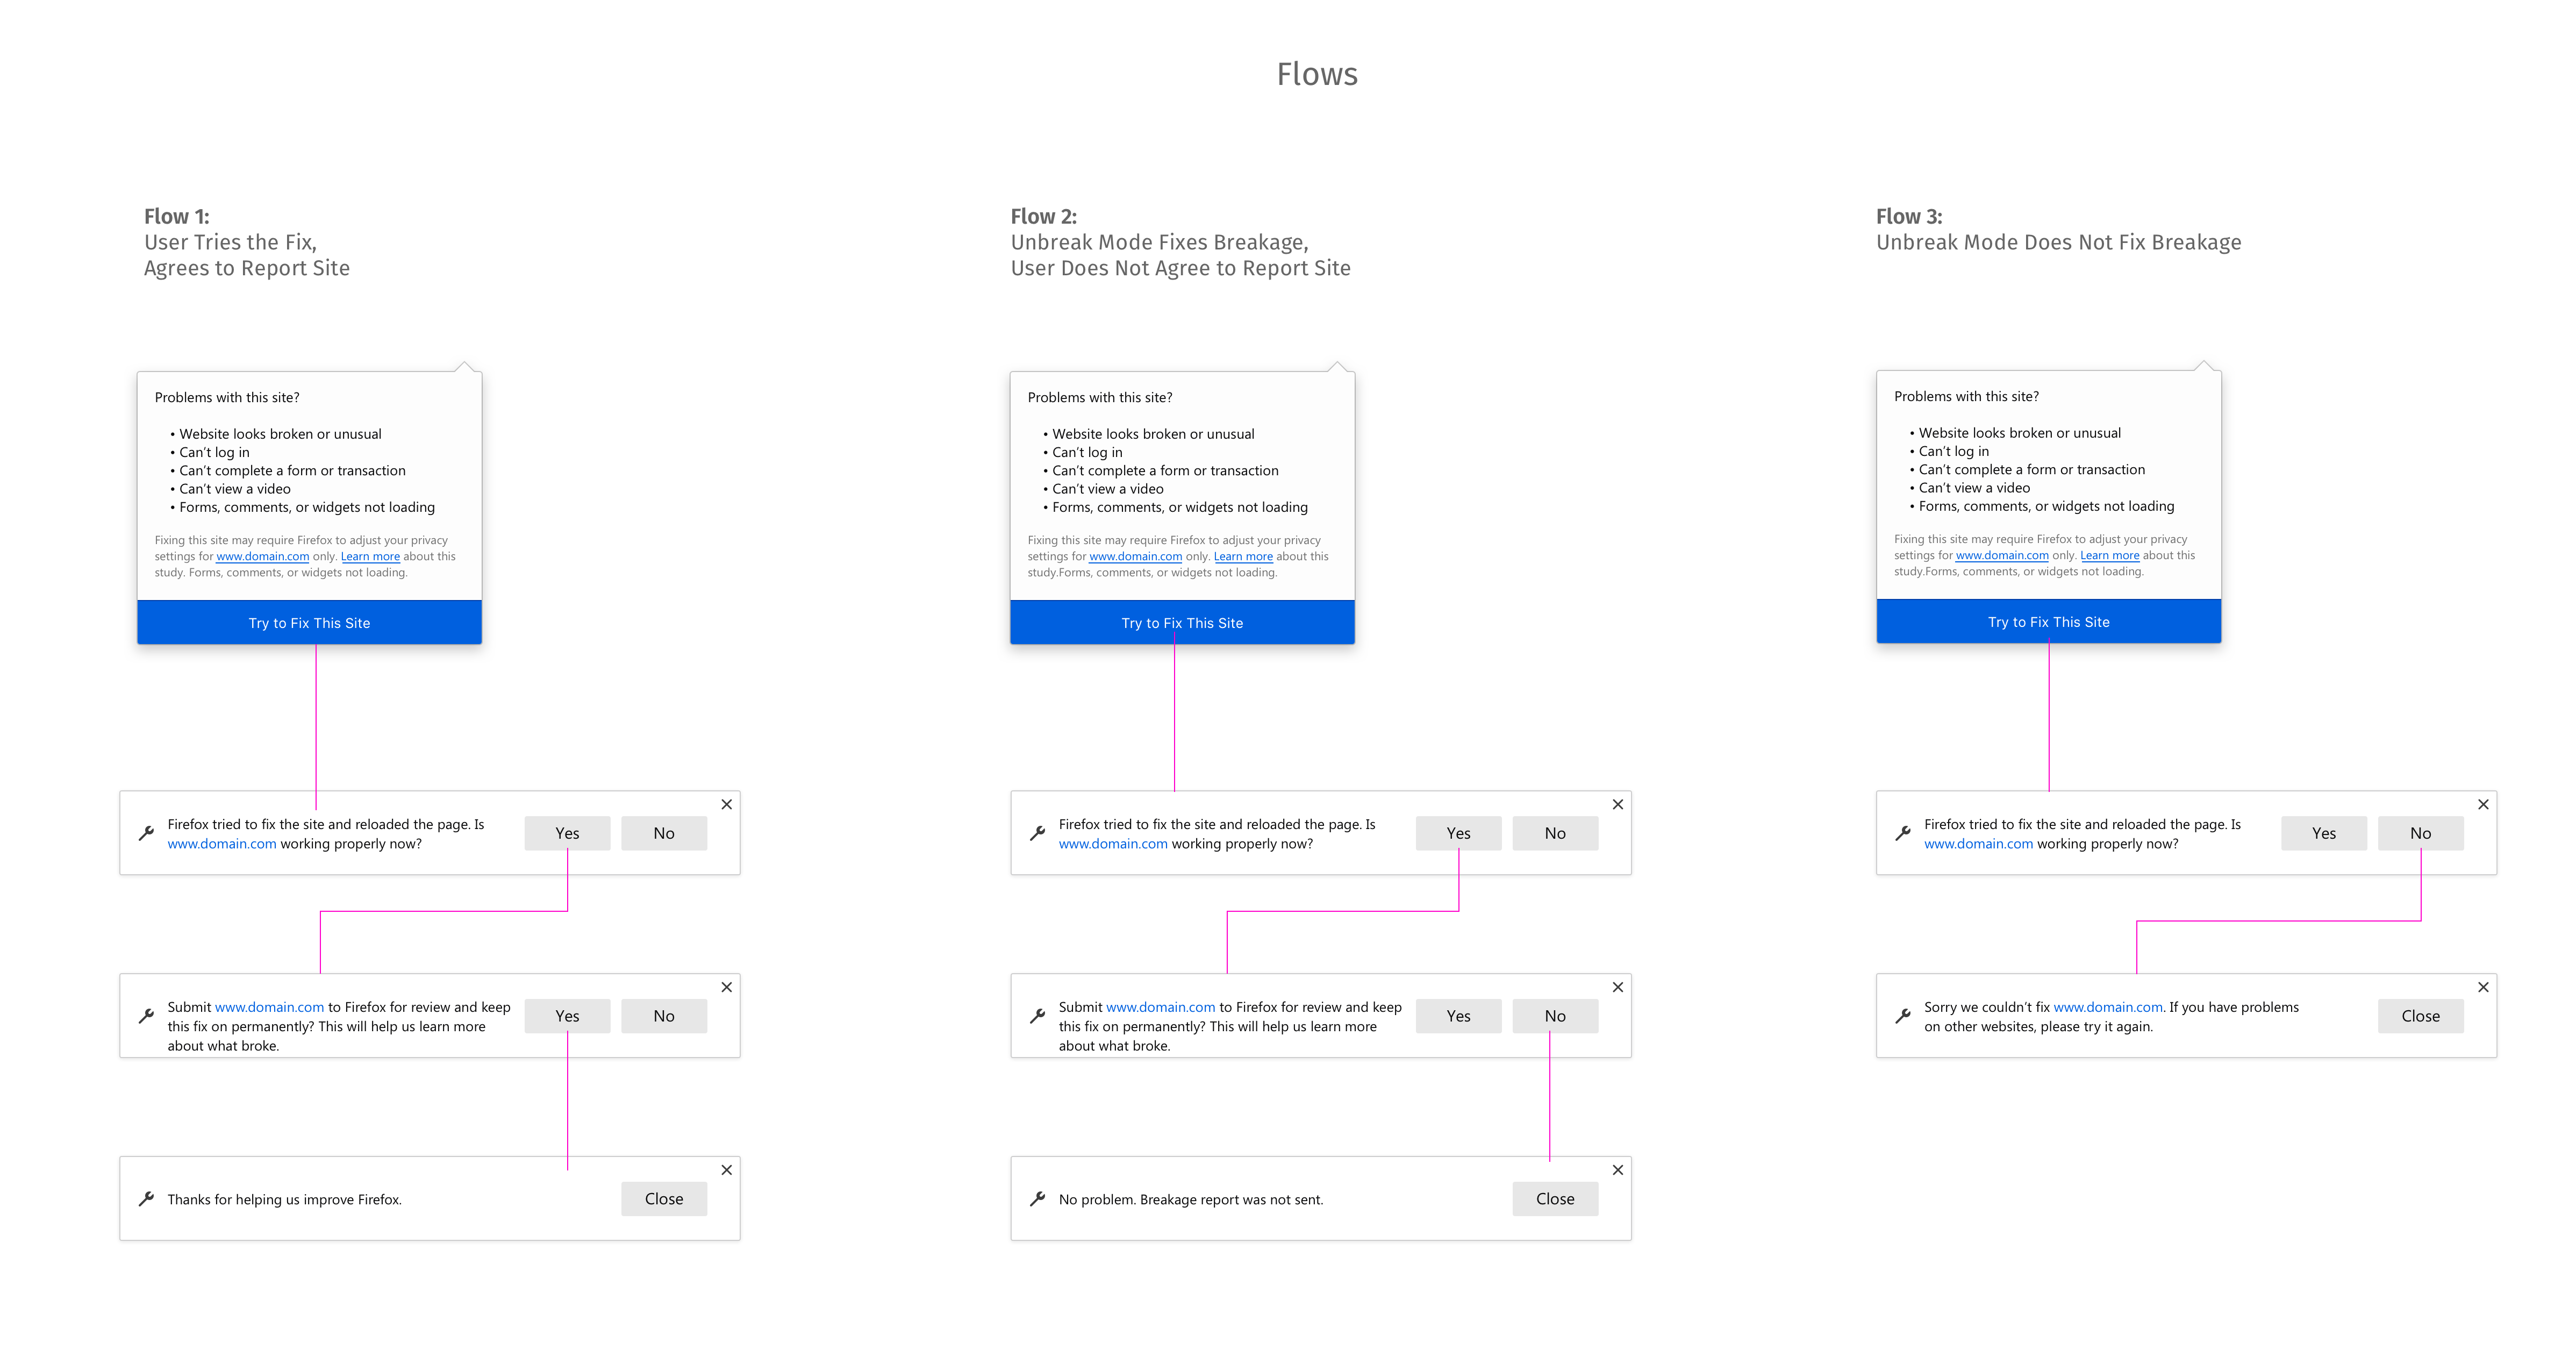 Flows
Flow 1:
User Tries the Fix,
Agrees to Report Site
Problems with this site?
• Website looks broken or unusual
• Can't log in
• Can't complete a form or transaction
• Can't view a video
• Forms, comments, or widgets not loading
Fixing this site may require Firefox to adjust your privacy
settings for www.domain.com only. Learn more about this
study. Forms, comments, or widgets not loading.
Try to Fix This Site
Firefox tried to fix the site and reloaded the page. Is
www.domain.com working properly now?
Yes
No
Submit www.domain.com to Firefox for review and keep
this fix on permanently? This will help us learn more
about what broke.
Yes
No
Thanks for helping us improve Firefox.
Close
Flow 2:
Unbreak Mode Fixes Breakage,
User Does Not Agree to Report Site
Problems with this site?
• Website looks broken or unusual
• Can't log in
• Can't complete a form or transaction
• Can't view a video
• Forms, comments, or widgets not loading
Fixing this site may require Firefox to adjust your privacy
settings for www.domain.com only. Learn more about this
study.Forms, comments, or widgets not loading.
Try to Fix This Site
Firefox tried to fix the site and reloaded the page. Is
www.domain.com working properly now?
Yes
No
Submit www.domain.com to Firefox for review and keep
this fix on permanently? This will help us learn more
about what broke.
Yes
No
No problem. Breakage report was not sent.
Close
Flow 3:
Unbreak Mode Does Not Fix Breakage
Problems with this site?
• Website looks broken or unusual
• Can't log in
• Can't complete a form or transaction
• Can't view a video
• Forms, comments, or widgets not loading
Fixing this site may require Firefox to adjust your privacy
settings for www.domain.com only. Learn more about this
study.Forms, comments, or widgets not loading.
Try to Fix This Site
Firefox tried to fix the site and reloaded the page. Is
www.domain.com working properly now?
Yes
No
Sorry we couldn't fix www.domain.com. If you have problems
on other websites, please try it again.
Close